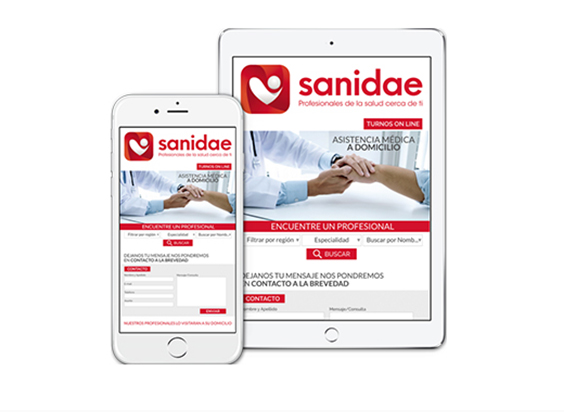 sanidae
Profesionales de la salud cerca de ti
TURNOS ON LINE
ASISTENCIA MÉDICA
A DOMICILIO
ENCUENTRE UN PROFESIONAL
Filtrar por región
Especialidad
Buscar por Nomb...
BUSCAR
DEJANOS TU MENSAJE NOS PONDREMOS
EN CONTACTO A LA BREVEDAD
CONTACTO
Nombre y Apellido
Mensaje/Consulta
E-mail
Teléfono
ENVIAR
NUESTROS PROFESIONALES LO VISITARAN A SU DOMICILIO
sanidae
Profesionales de la salud cerca de ti
TURNOS ON LINE
ASISTENCIA MÉDICA
A DOMICILIO
ENCUENTRE UN PROFESIONAL
Filtrar por región
Especialidad
Buscar por Nomb...
BUSCAR
DEJANOS TU MENSAJE NOS PONDREMOS
EN CONTACTO A LA BREVEDAD
CONTACTO
Nombre y Apellido
Mensaje/Consulta